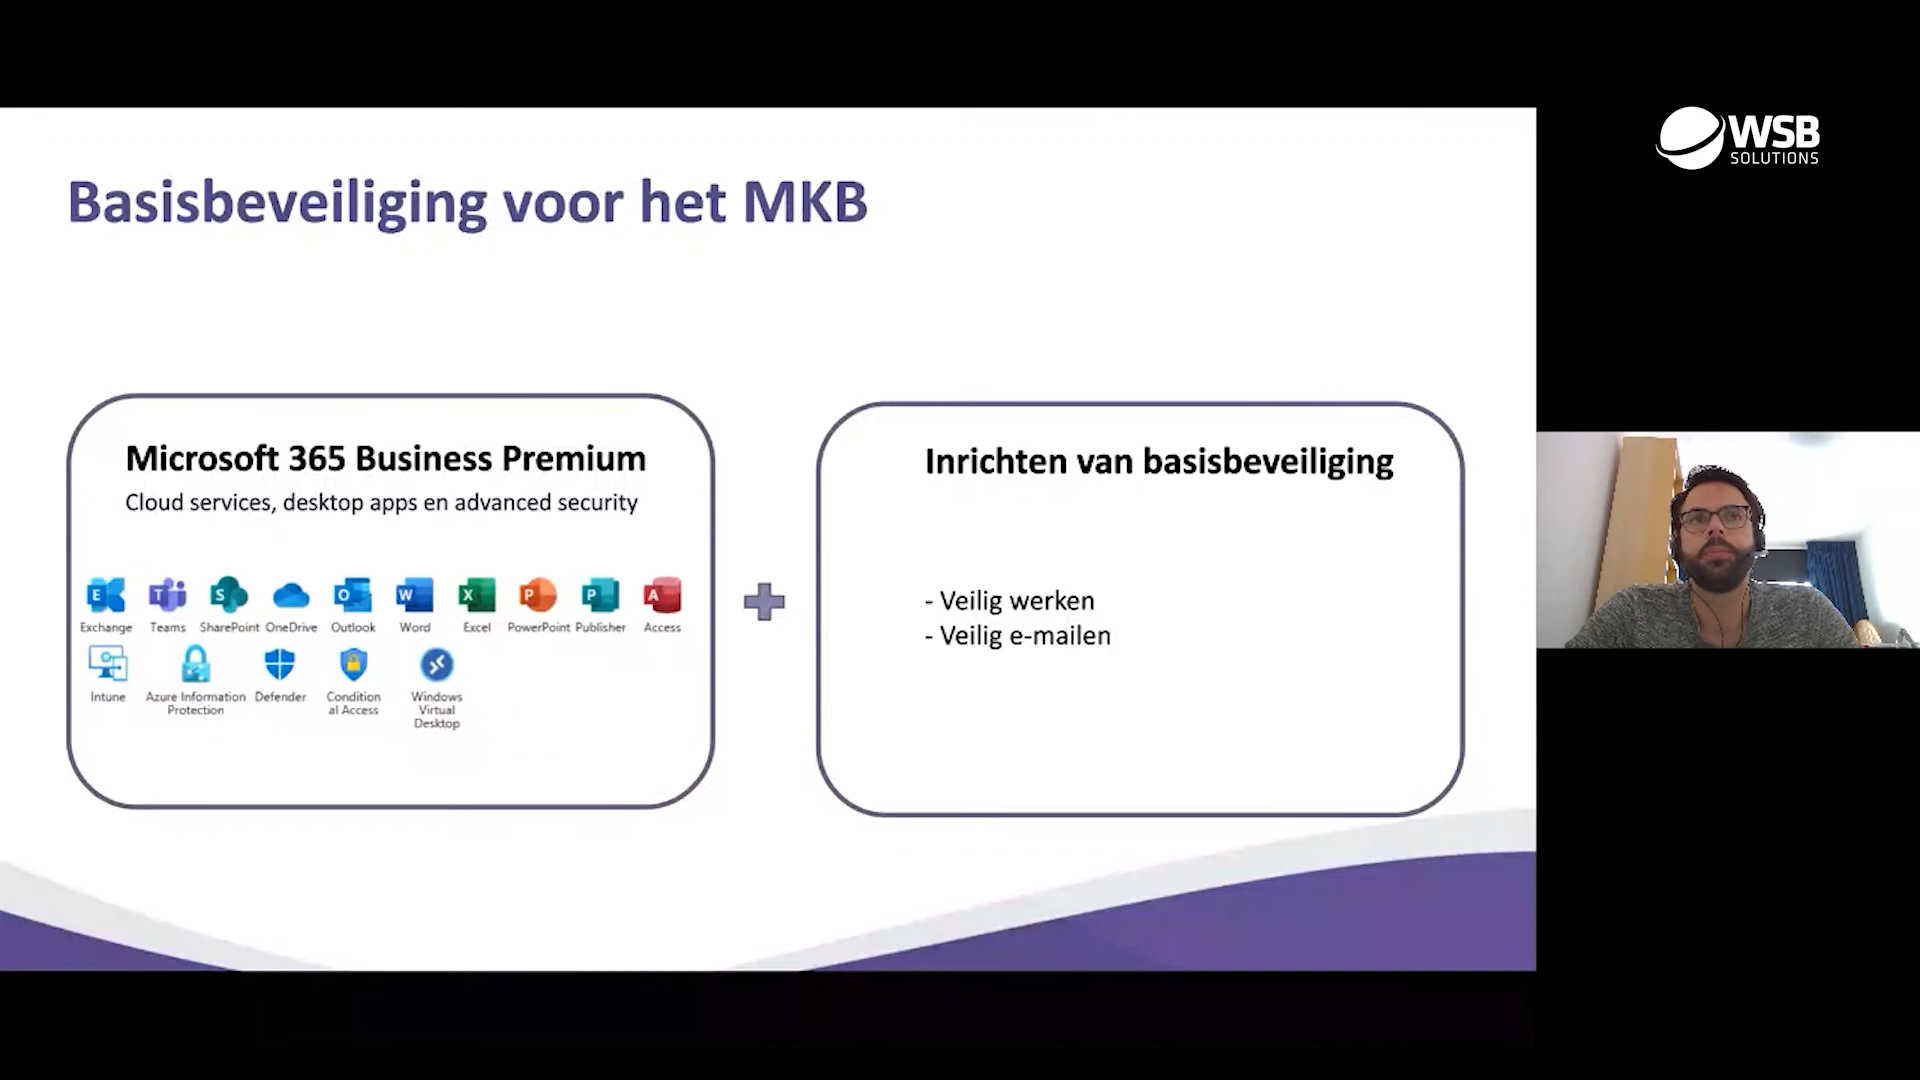 WSB
SOLUTIONS
Basisbeveiliging voor het MKB
Microsoft 365 Business Premium
Cloud services, desktop apps en advanced security
E T S O W X P P A
Exchange Teams SharePoint OneDrive Outlook Word Excel PowerPoint Publisher Access
Intune Azure Information Defender Condition Windows
Protection al Access Virtual
Desktop
Inrichten van basisbeveiliging
- Veilig werken
- Veilig e-mailen